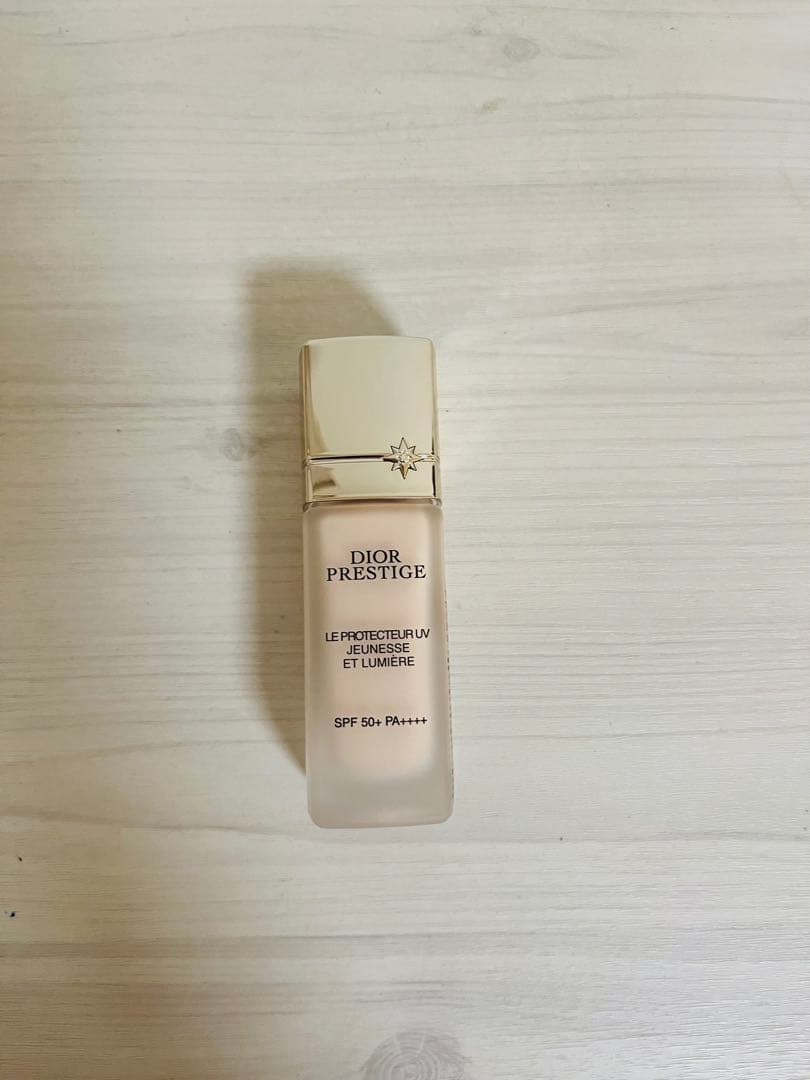 DIOR
PRESTIGE
LE PROTECTEUR UV
JEUNESSE
ET LUMIÈRE
SPF 50+ PA++++